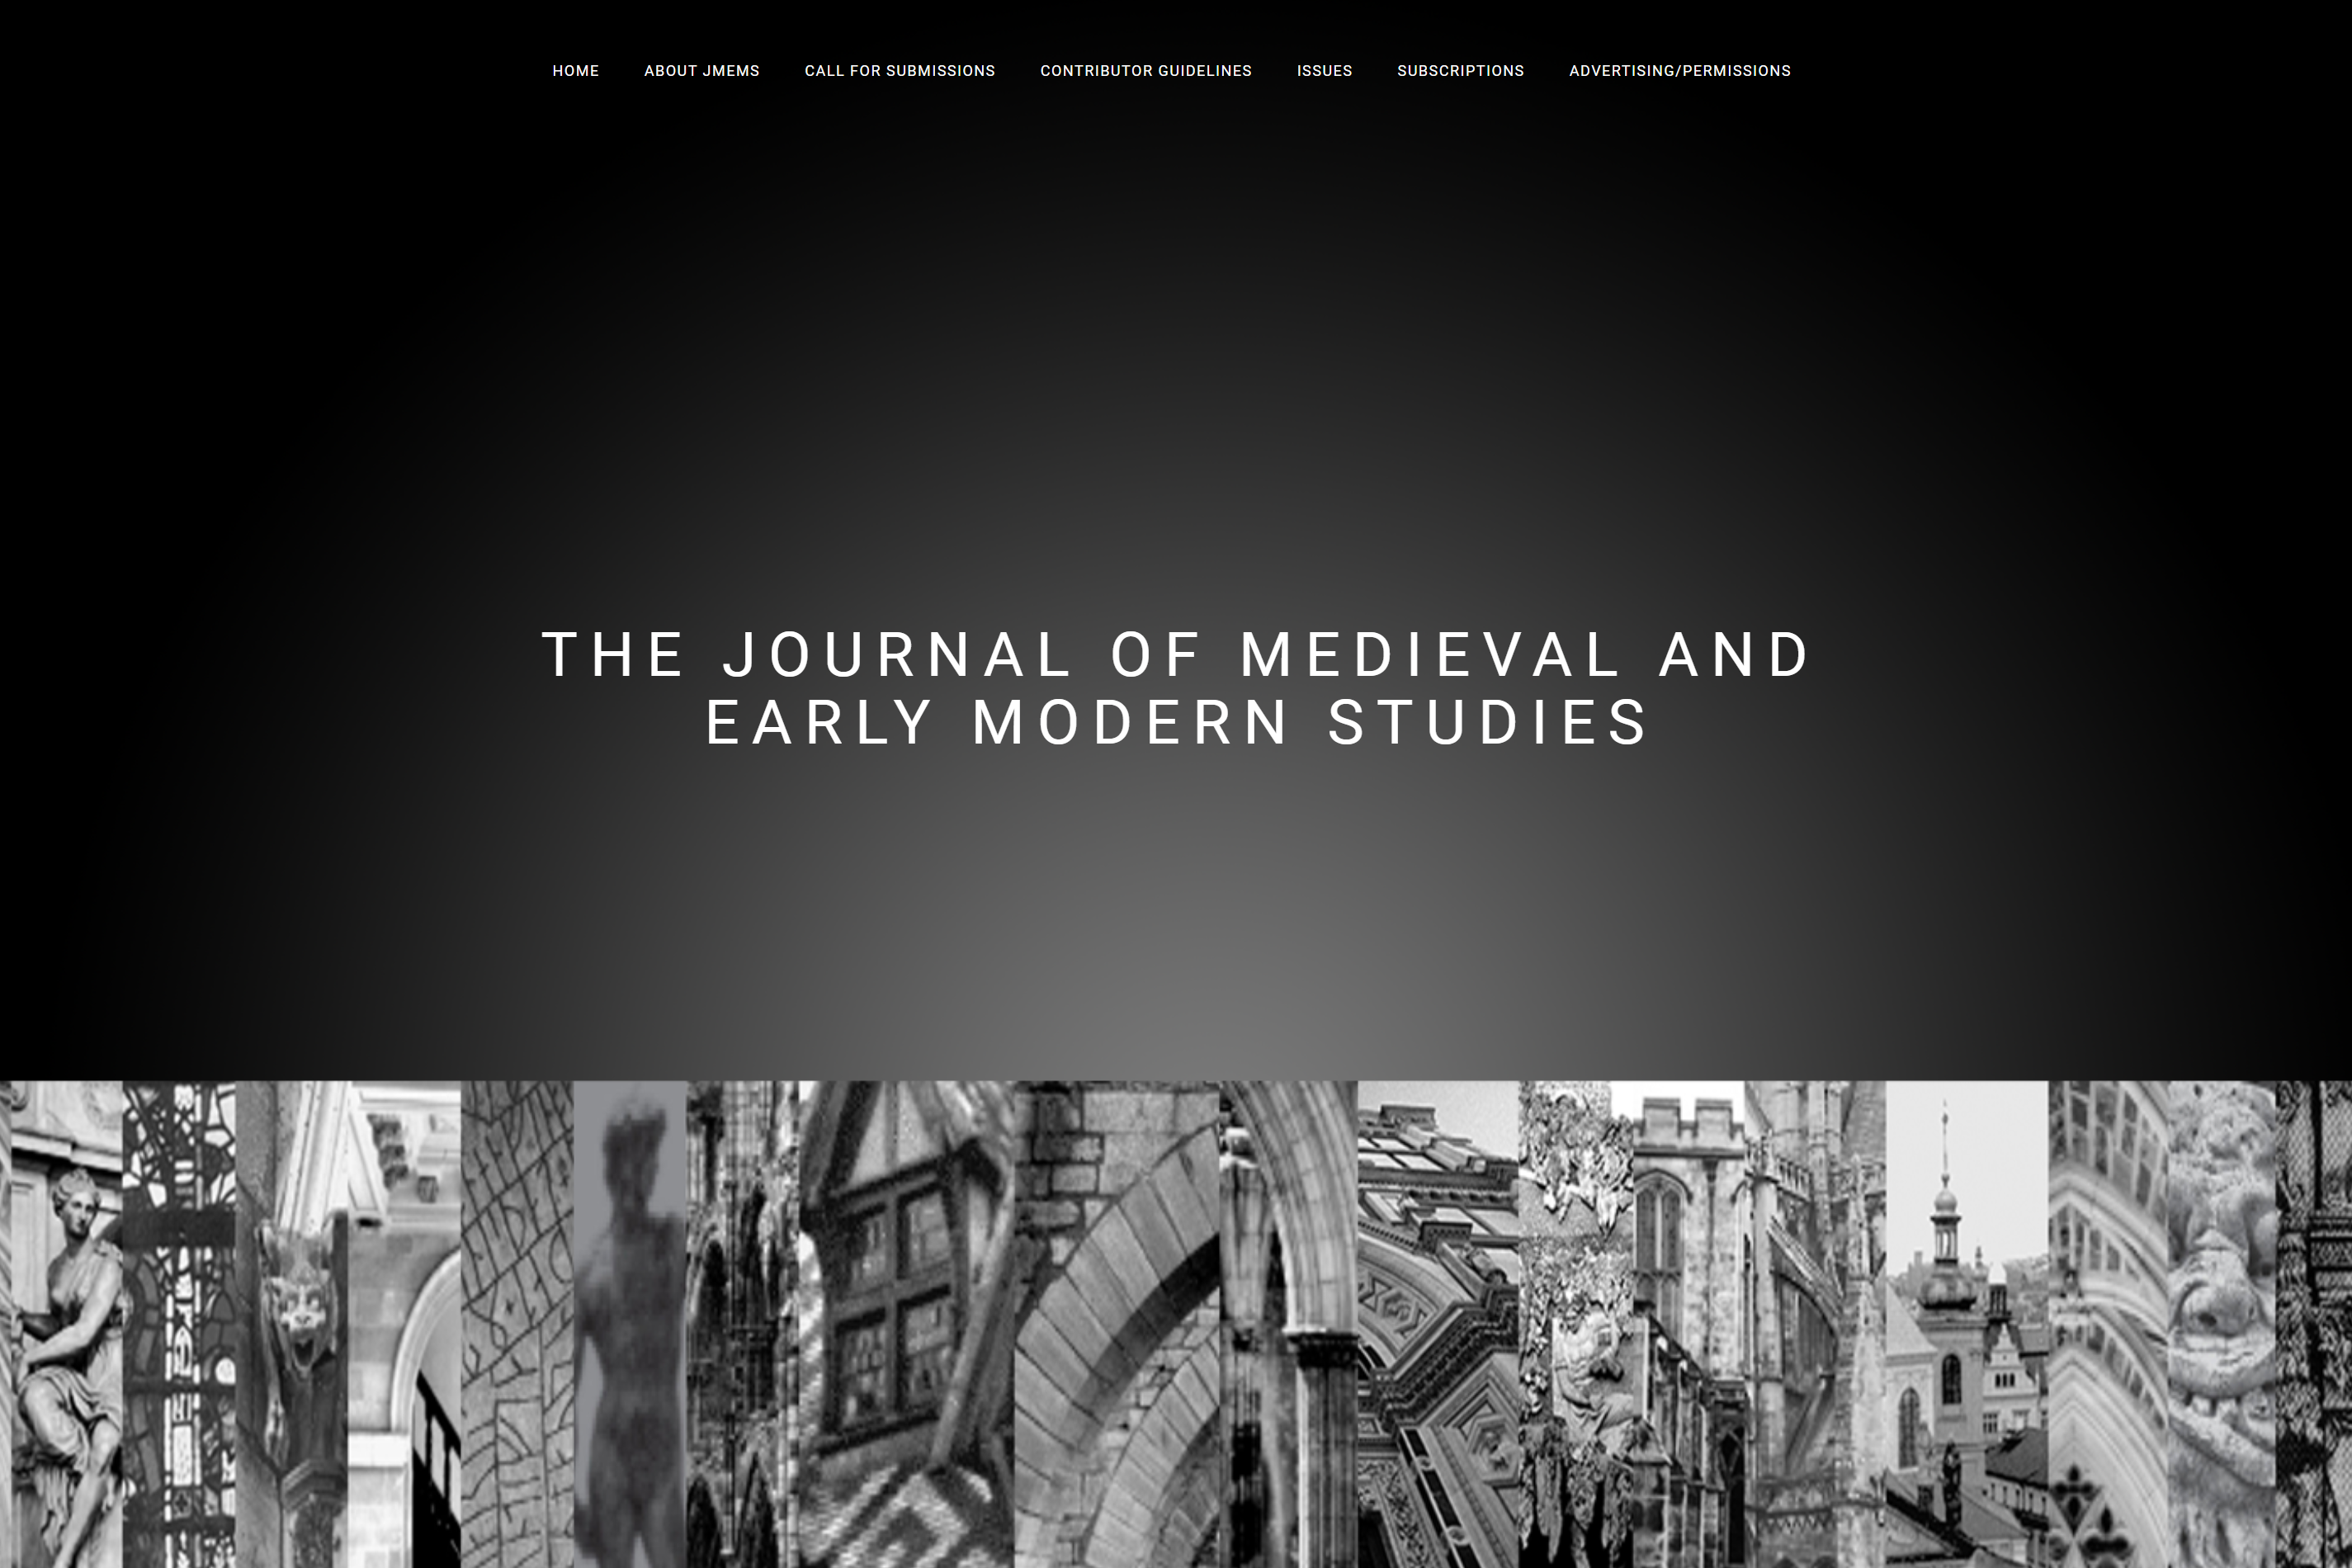 HOME ABOUT JMEMS CALL FOR SUBMISSIONS CONTRIBUTOR GUIDELINES ISSUES SUBSCRIPTIONS ADVERTISING/PERMISSIONS
THE JOURNAL OF MEDIEVAL AND
EARLY MODERN STUDIES